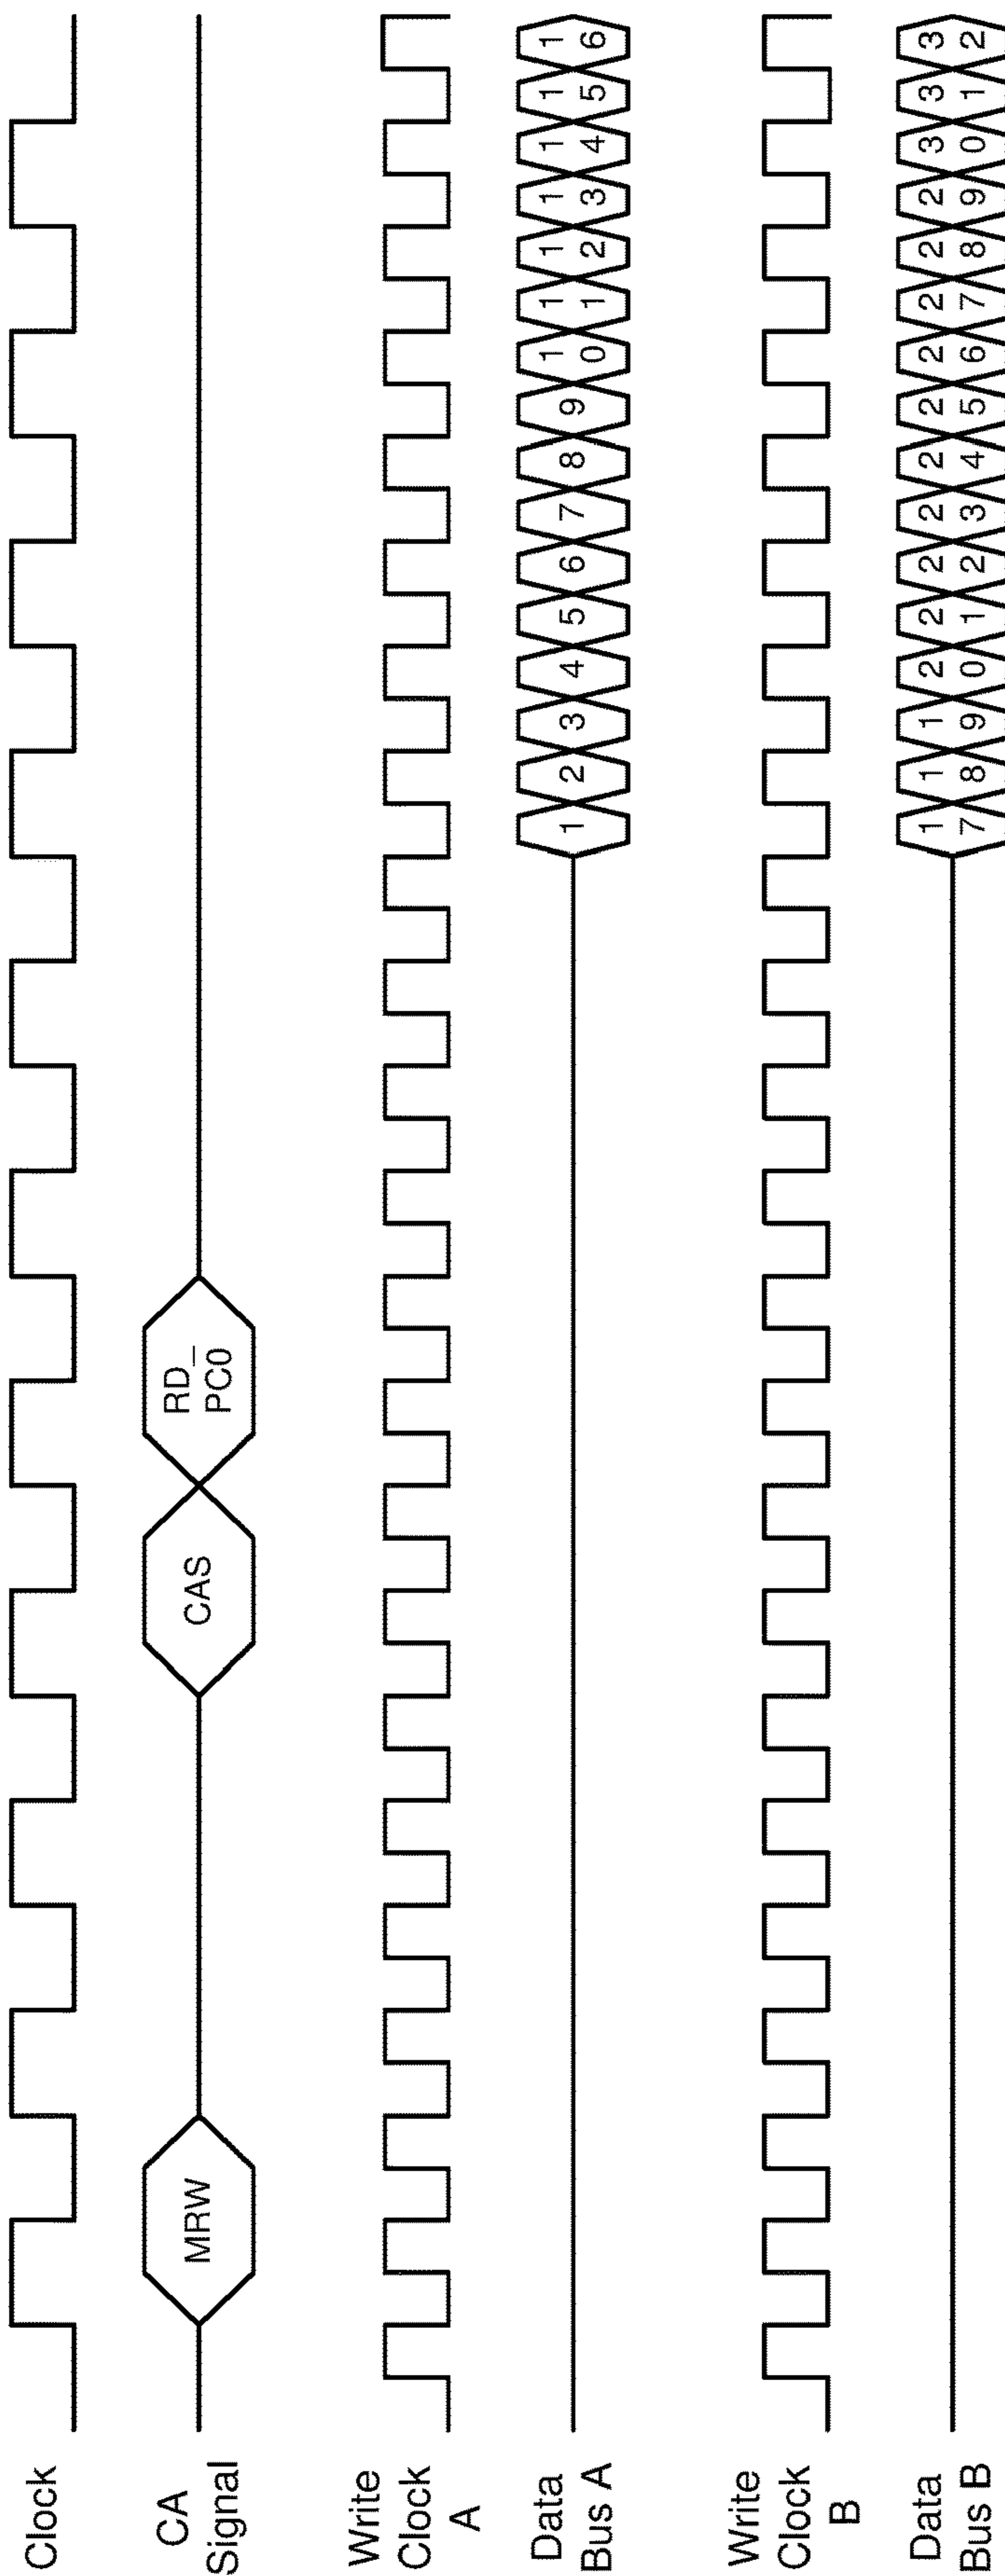 Clock
CA
Signal
MRW
CAS
RD_
PC0
Write
Clock
A
Data
Bus A
1 2 3 4 5 6 7 8 9 10 11 12 13 14 15 16
Write
Clock
B
Data
Bus B
17 18 19 20 21 22 23 24 25 26 27 28 29 30 31 32